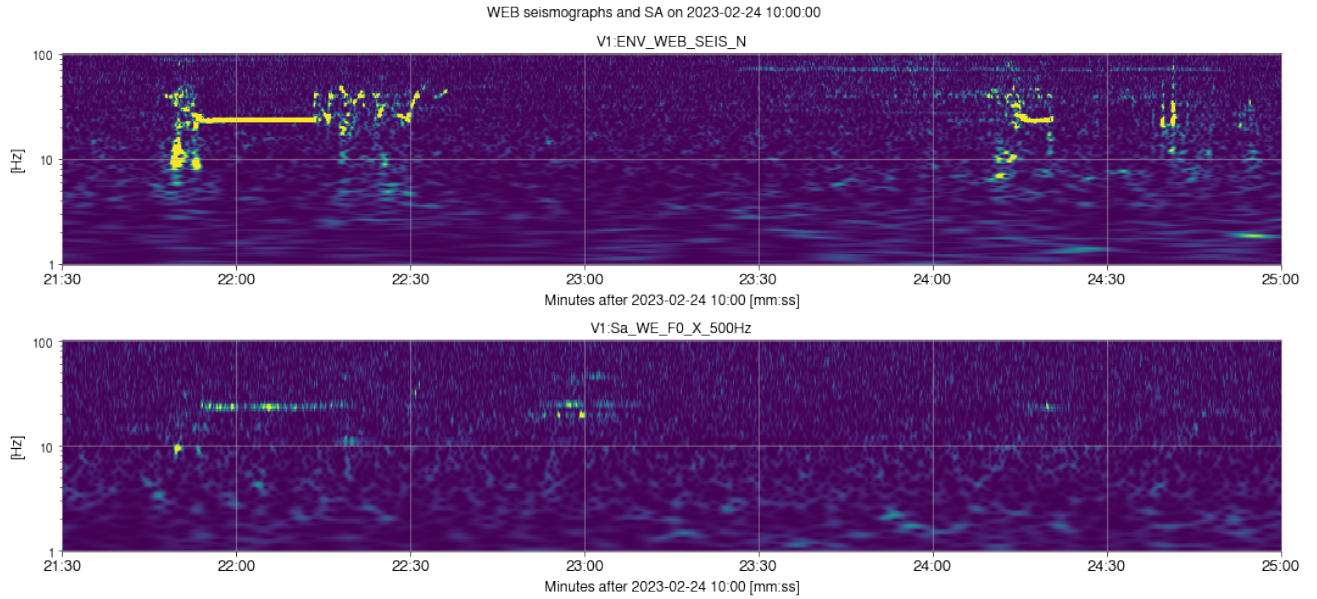 WEB seismographs and SA on 2023-02-24 10:00:00
V1:ENV_WEB_SEIS_N
100
10
1
[Hz]
21:30 22:00 22:30 23:00 23:30 24:00 24:30 25:00
Minutes after 2023-02-24 10:00 [mm:ss]
V1:Sa_WE_F0_X_500Hz
100
10
1
[Hz]
21:30 22:00 22:30 23:00 23:30 24:00 24:30 25:00
Minutes after 2023-02-24 10:00 [mm:ss]